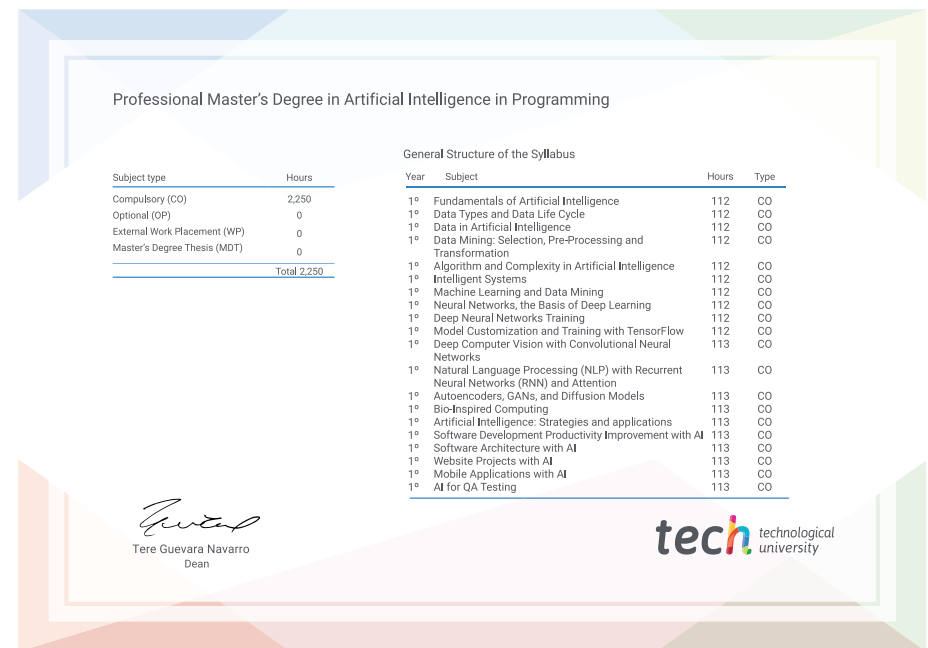 Professional Master's Degree in Artificial Intelligence in Programming
Subject type Hours
Compulsory (CO) 2,250
Optional (OP) 0
External Work Placement (WP) 0
Master's Degree Thesis (MDT) 0
Total 2,250
General Structure of the Syllabus
Year Subject Hours Type
1º Fundamentals of Artificial Intelligence 112 CO
1º Data Types and Data Life Cycle 112 CO
1º Data in Artificial Intelligence 112 CO
1º Data Mining: Selection, Pre-Processing and 112 CO
Transformation
1º Algorithm and Complexity in Artificial Intelligence 112 CO
1º Intelligent Systems 112 CO
1º Machine Learning and Data Mining 112 CO
1º Neural Networks, the Basis of Deep Learning 112 CO
1º Deep Neural Networks Training 112 CO
1º Model Customization and Training with TensorFlow 112 CO
1º Deep Computer Vision with Convolutional Neural 113 CO
Networks
1º Natural Language Processing (NLP) with Recurrent 113 CO
Neural Networks (RNN) and Attention
1º Autoencoders, GANs, and Diffusion Models 113 CO
1º Bio-Inspired Computing 113 CO
1º Artificial Intelligence: Strategies and applications 113 CO
1º Software Development Productivity Improvement with AI 113 CO
1º Software Architecture with AI 113 CO
1º Website Projects with AI 113 CO
1º Mobile Applications with AI 113 CO
1º AI for QA Testing 113 CO
Tere Guevara Navarro
Dean
tech technological
university